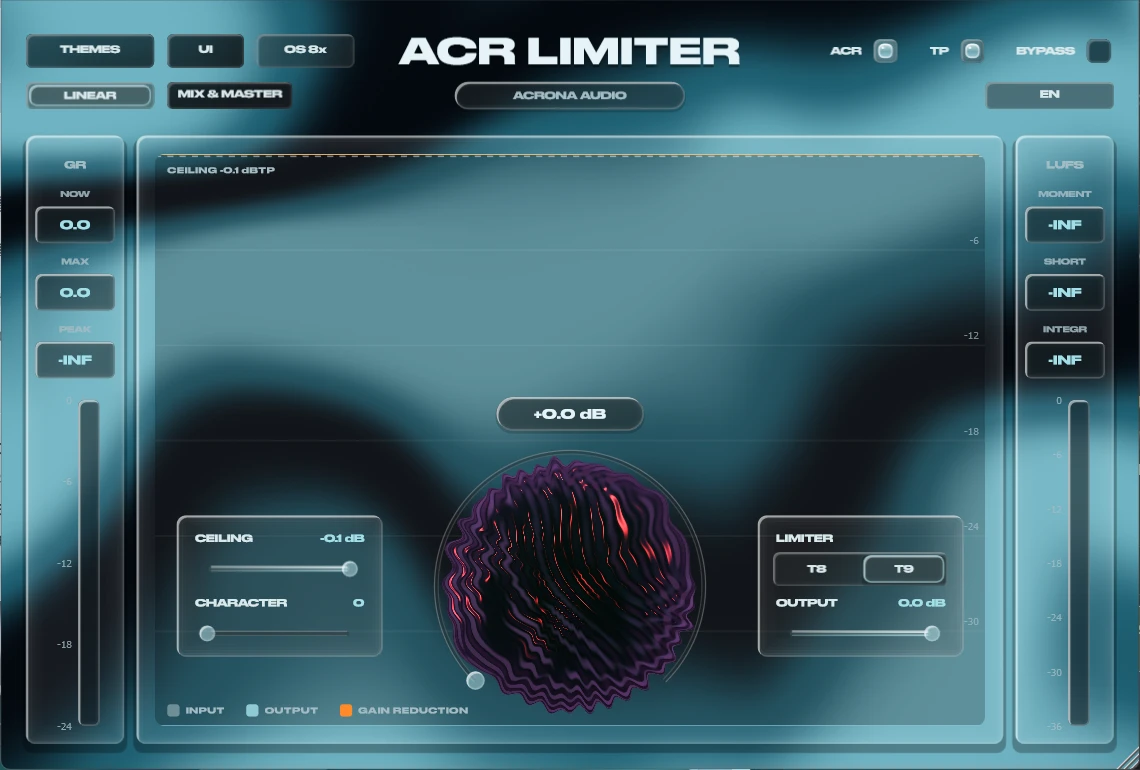 THEMES
UI
OS 8x
ACR LIMITER
ACR
TP
BYPASS
LINEAR
MIX & MASTER
ACRONA AUDIO
EN
GR
NOW
0.0
MAX
0.0
PEAK
-INF
0
-6
-12
-18
-24
CEILING -0.1 dBTP
-6
-12
-18
-24
-30
+0.0 dB
CEILING -0.1 dB
CHARACTER 0
LIMITER
T8 T9
OUTPUT 0.0 dB
INPUT OUTPUT GAIN REDUCTION
LUFS
MOMENT
-INF
SHORT
-INF
INTEGR
-INF
0
-6
-12
-18
-24
-30
-36